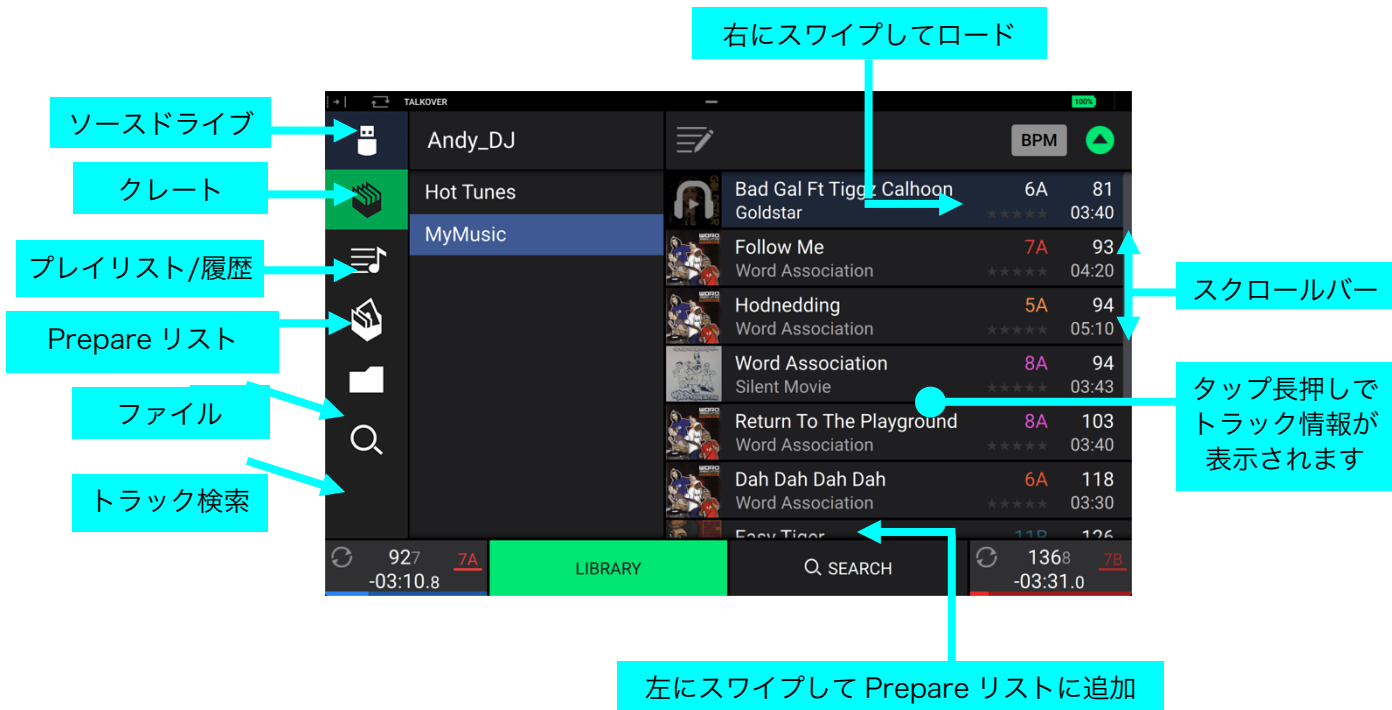 右にスワイプしてロード
ソースドライブ
クレート
プレイリスト/履歴
Prepare リスト
ファイル
トラック検索
TALKOVER
100%
Andy_DJ
BPM
Hot Tunes
MyMusic
Bad Gal Ft Tiggz Calhoon 6A 81
Goldstar 03:40
Follow Me 7A 93
Word Association 04:20
Hodnedding 5A 94
Word Association 05:10
Word Association 8A 94
Silent Movie 03:43
Return To The Playground 8A 103
Word Association 03:40
Dah Dah Dah Dah 6A 118
Word Association 03:30
Easy Tiger 11B 126
927 7A
-03:10.8
LIBRARY
SEARCH
1368 7B
-03:31.0
スクロールバー
タップ長押しで
トラック情報が
表示されます
左にスワイプして Prepare リストに追加